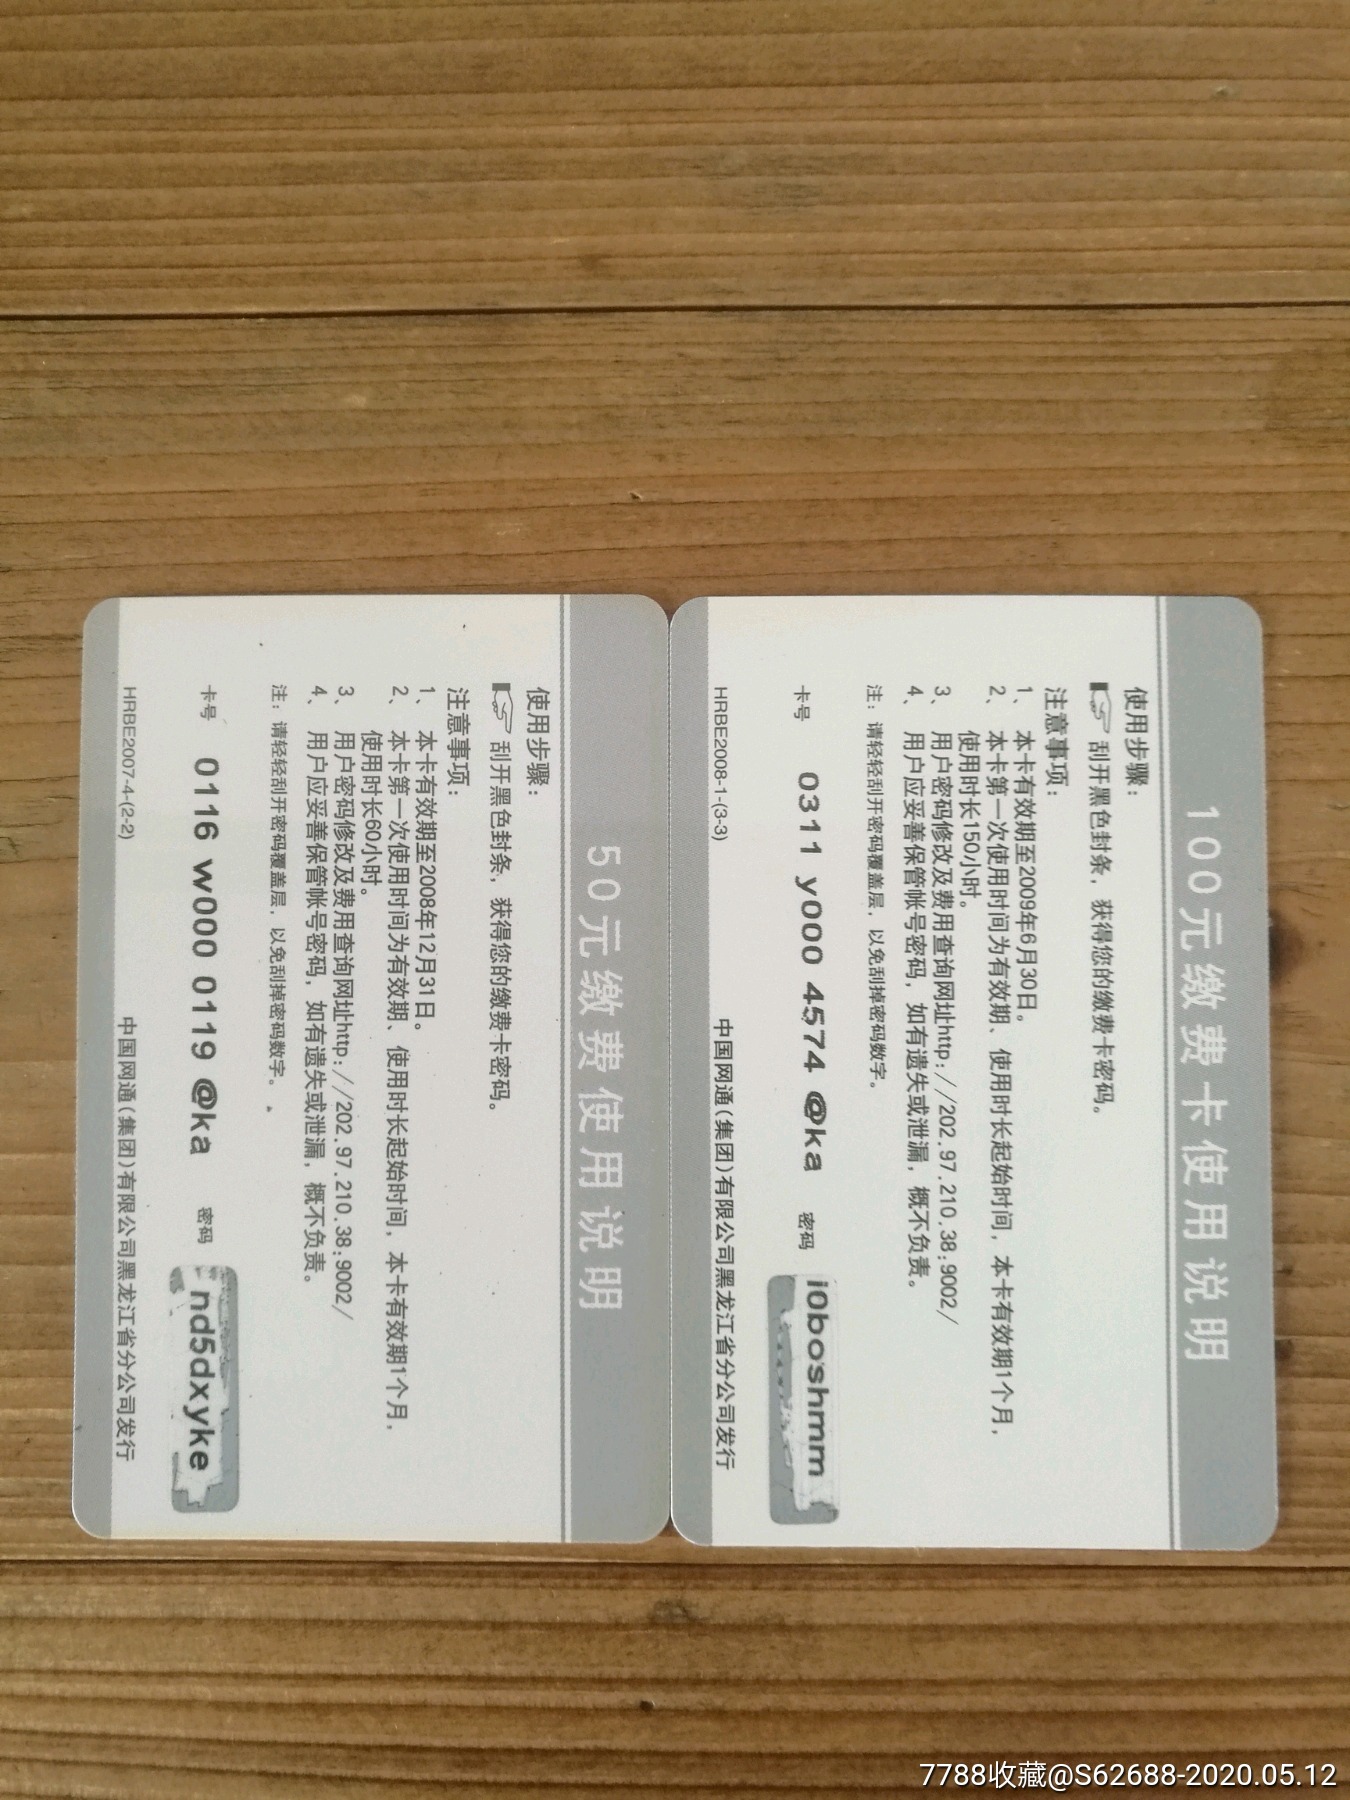 100元缴费卡使用说明
使用步骤：
刮开黑色封条，获得您的缴费卡密码。
注意事项：
1、本卡有效期至2009年6月30日。
2、本卡第一次使用时间为有效期、使用时长起始时间，本卡有效期1个月，
使用时长150小时。
3、用户密码修改及费用查询网址http://202.97.210.38:9002/
4、用户应妥善保管帐号密码，如有遗失或泄漏，概不负责。
注：请轻轻刮开密码覆盖层，以免刮掉密码数字。
卡号 0311 y000 4574 @ka 密码 i0boshmm
HRBE2008-1-(3-3) 中国网通(集团)有限公司黑龙江省分公司发行
50元缴费使用说明
使用步骤：
刮开黑色封条，获得您的缴费卡密码。
注意事项：
1、本卡有效期至2008年12月31日。
2、本卡第一次使用时间为有效期、使用时长起始时间，本卡有效期1个月，
使用时长60小时。
3、用户密码修改及费用查询网址http://202.97.210.38:9002/
4、用户应妥善保管帐号密码，如有遗失或泄漏，概不负责。
注：请轻轻刮开密码覆盖层，以免刮掉密码数字。
卡号 0116 w000 0119 @ka 密码 nd5dxyke
HRBE2007-4-(2-2) 中国网通(集团)有限公司黑龙江省分公司发行
7788收藏@S62688-2020.05.12